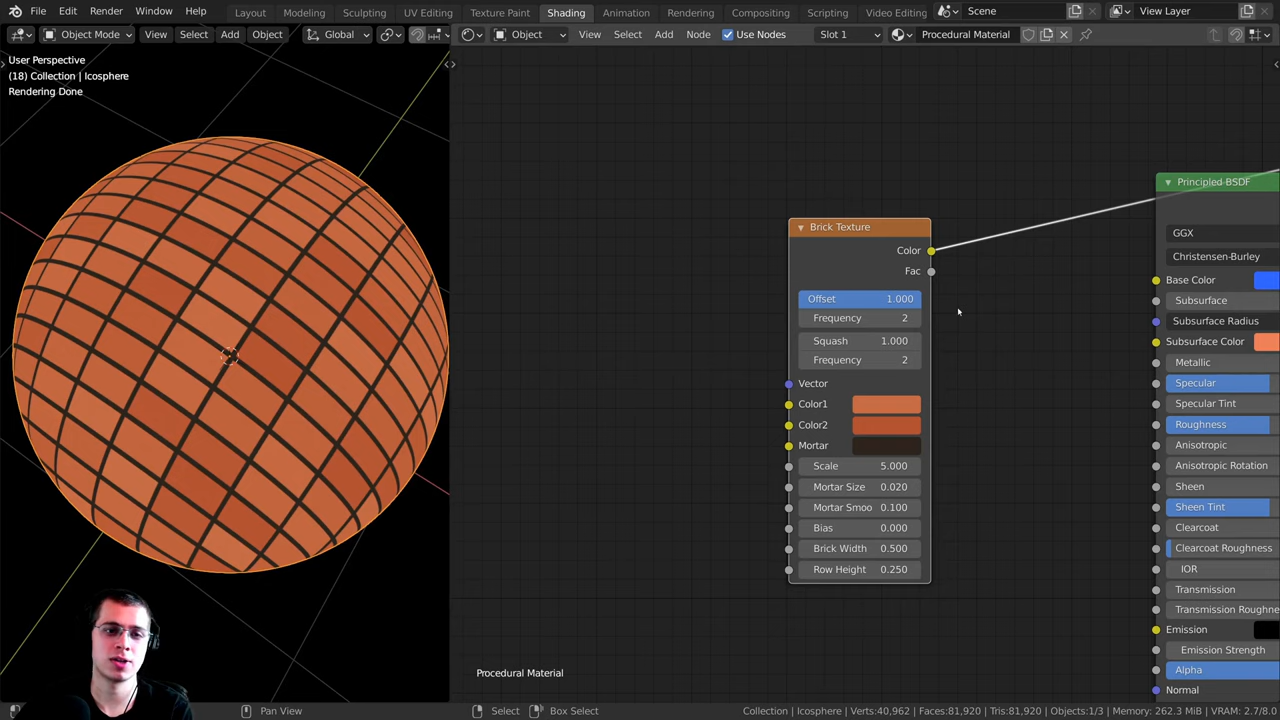 File Edit Render Window Help Layout Modeling Sculpting UV Editing Texture Paint Shading Animation Rendering Compositing Scripting Video Editing Scene View Layer
Object Mode View Select Add Object Global Object View Select Add Node Use Nodes Slot 1 Procedural Material
User Perspective
(18) Collection | Icosphere
Rendering Done
Brick Texture
Color
Fac
Offset 1.000
Frequency 2
Squash 1.000
Frequency 2
Vector
Color1
Color2
Mortar
Scale 5.000
Mortar Size 0.020
Mortar Smoo 0.100
Bias 0.000
Brick Width 0.500
Row Height 0.250
Principled BSDF
GGX
Christensen-Burley
Base Color
Subsurface
Subsurface Radius
Subsurface Color
Metallic
Specular
Specular Tint
Roughness
Anisotropic
Anisotropic Rotation
Sheen
Sheen Tint
Clearcoat
Clearcoat Roughness
IOR
Transmission
Transmission Roughne
Emission
Emission Strength
Alpha
Normal
Procedural Material
Pan View Select Box Select Collection | Icosphere | Verts:40,962 | Faces:81,920 | Tris:81,920 | Objects:1/3 | Memory: 262.3 MiB | VRAM: 2.7/8.0